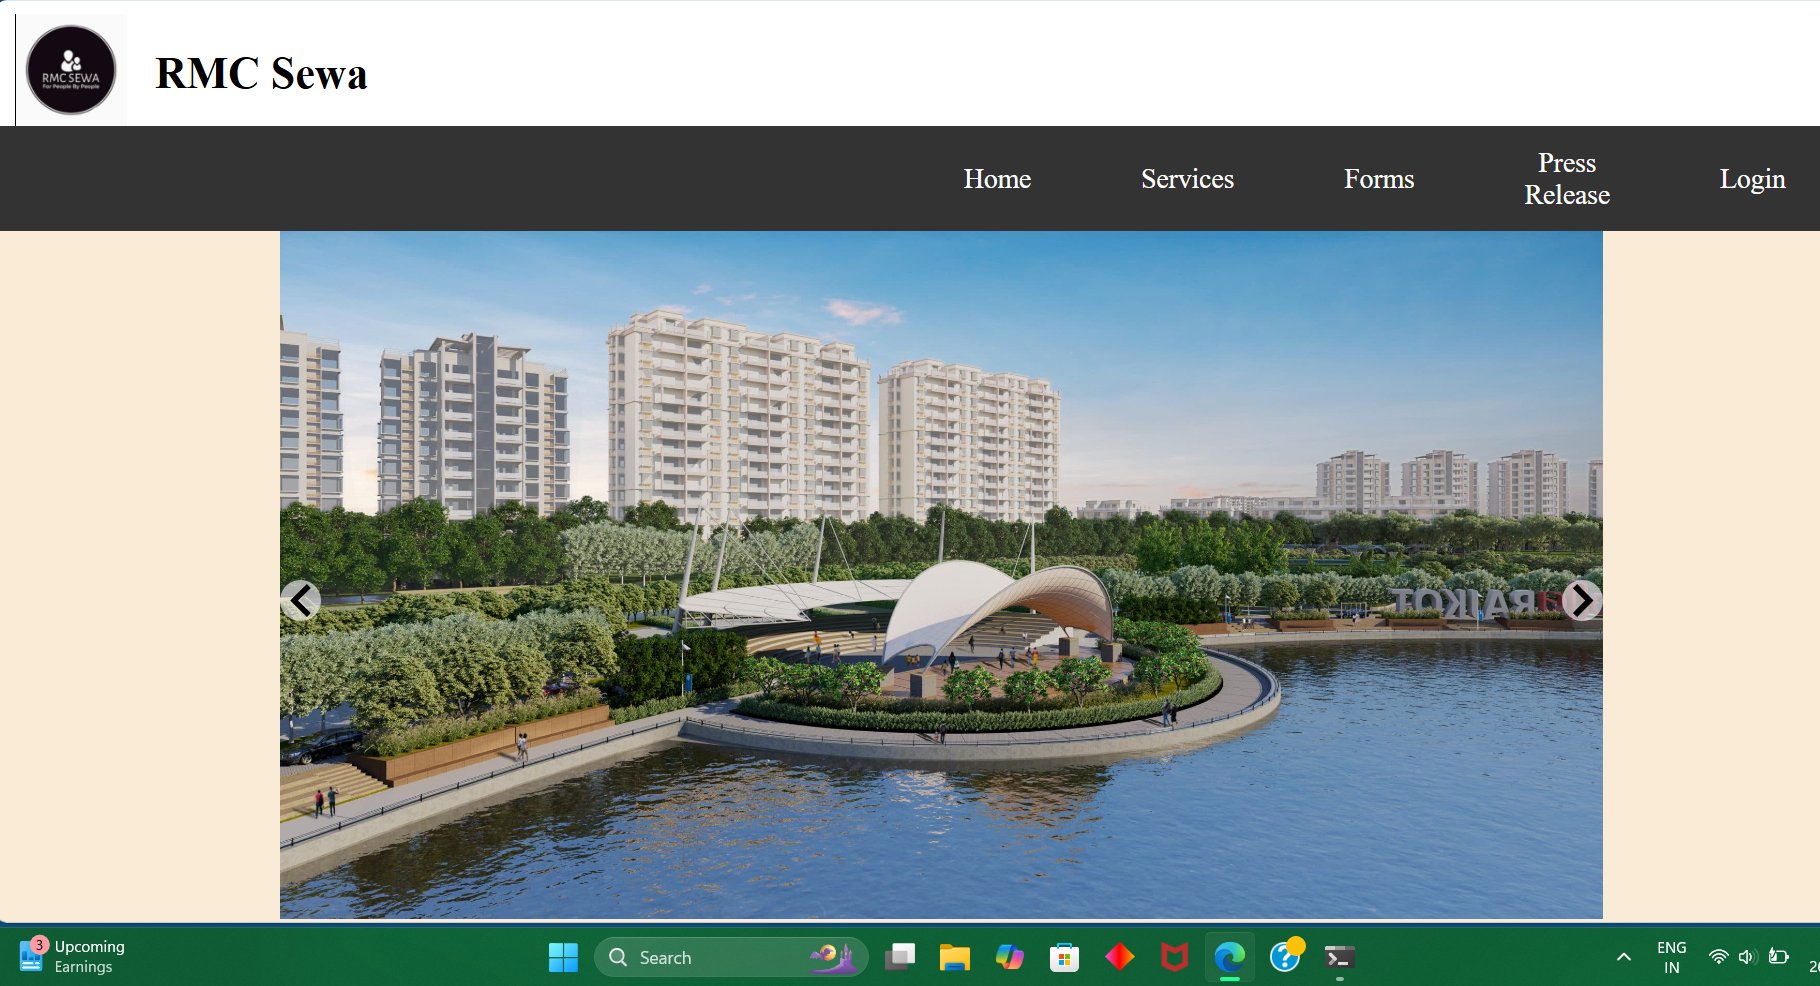 RMC SEWA
For People By People
RMC Sewa
Home
Services
Forms
Press
Release
Login
RAJKOT
3
Upcoming
Earnings
Search
ENG
IN